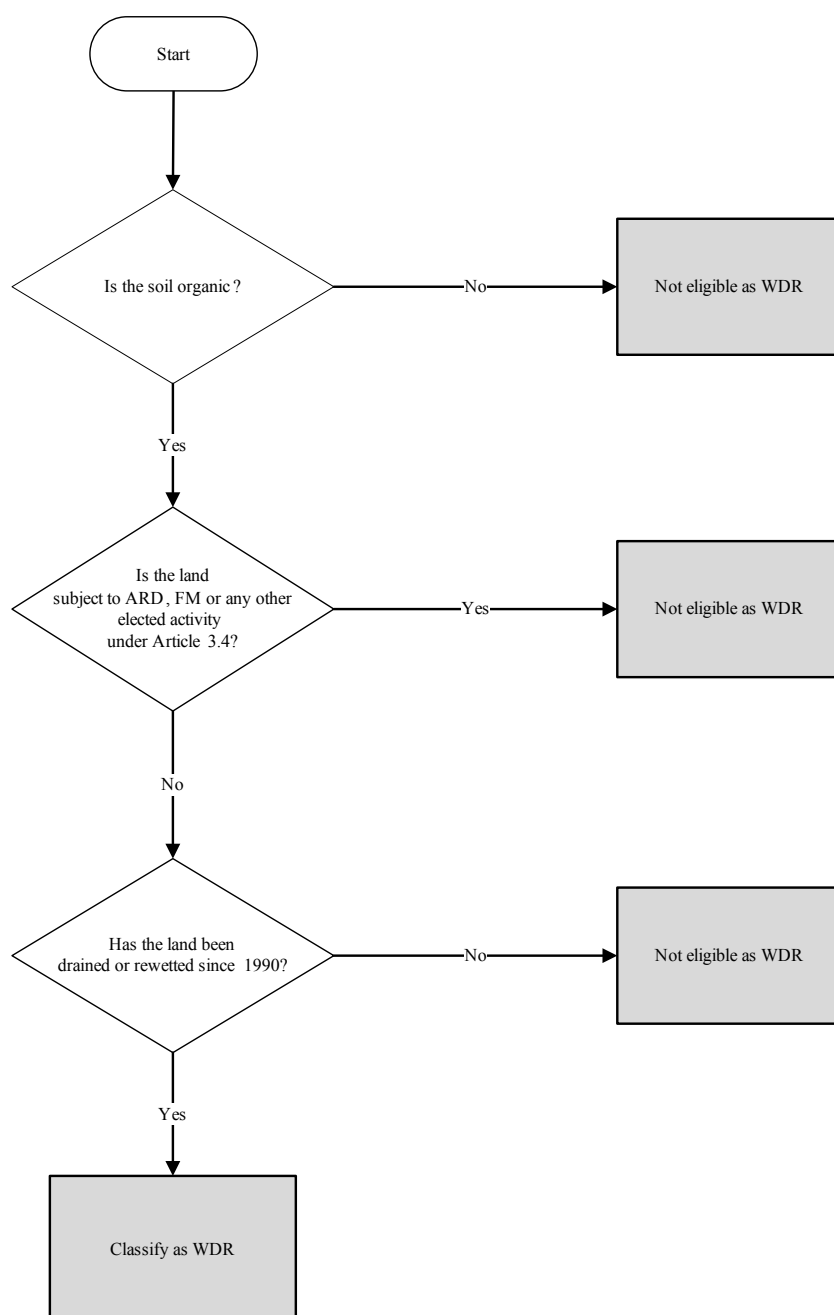 Start
Is the soil organic?
No
Not eligible as WDR
Yes
Is the land
subject to ARD, FM or any other
elected activity
under Article 3.4?
Yes
Not eligible as WDR
No
Has the land been
drained or rewetted since 1990?
No
Not eligible as WDR
Yes
Classify as WDR